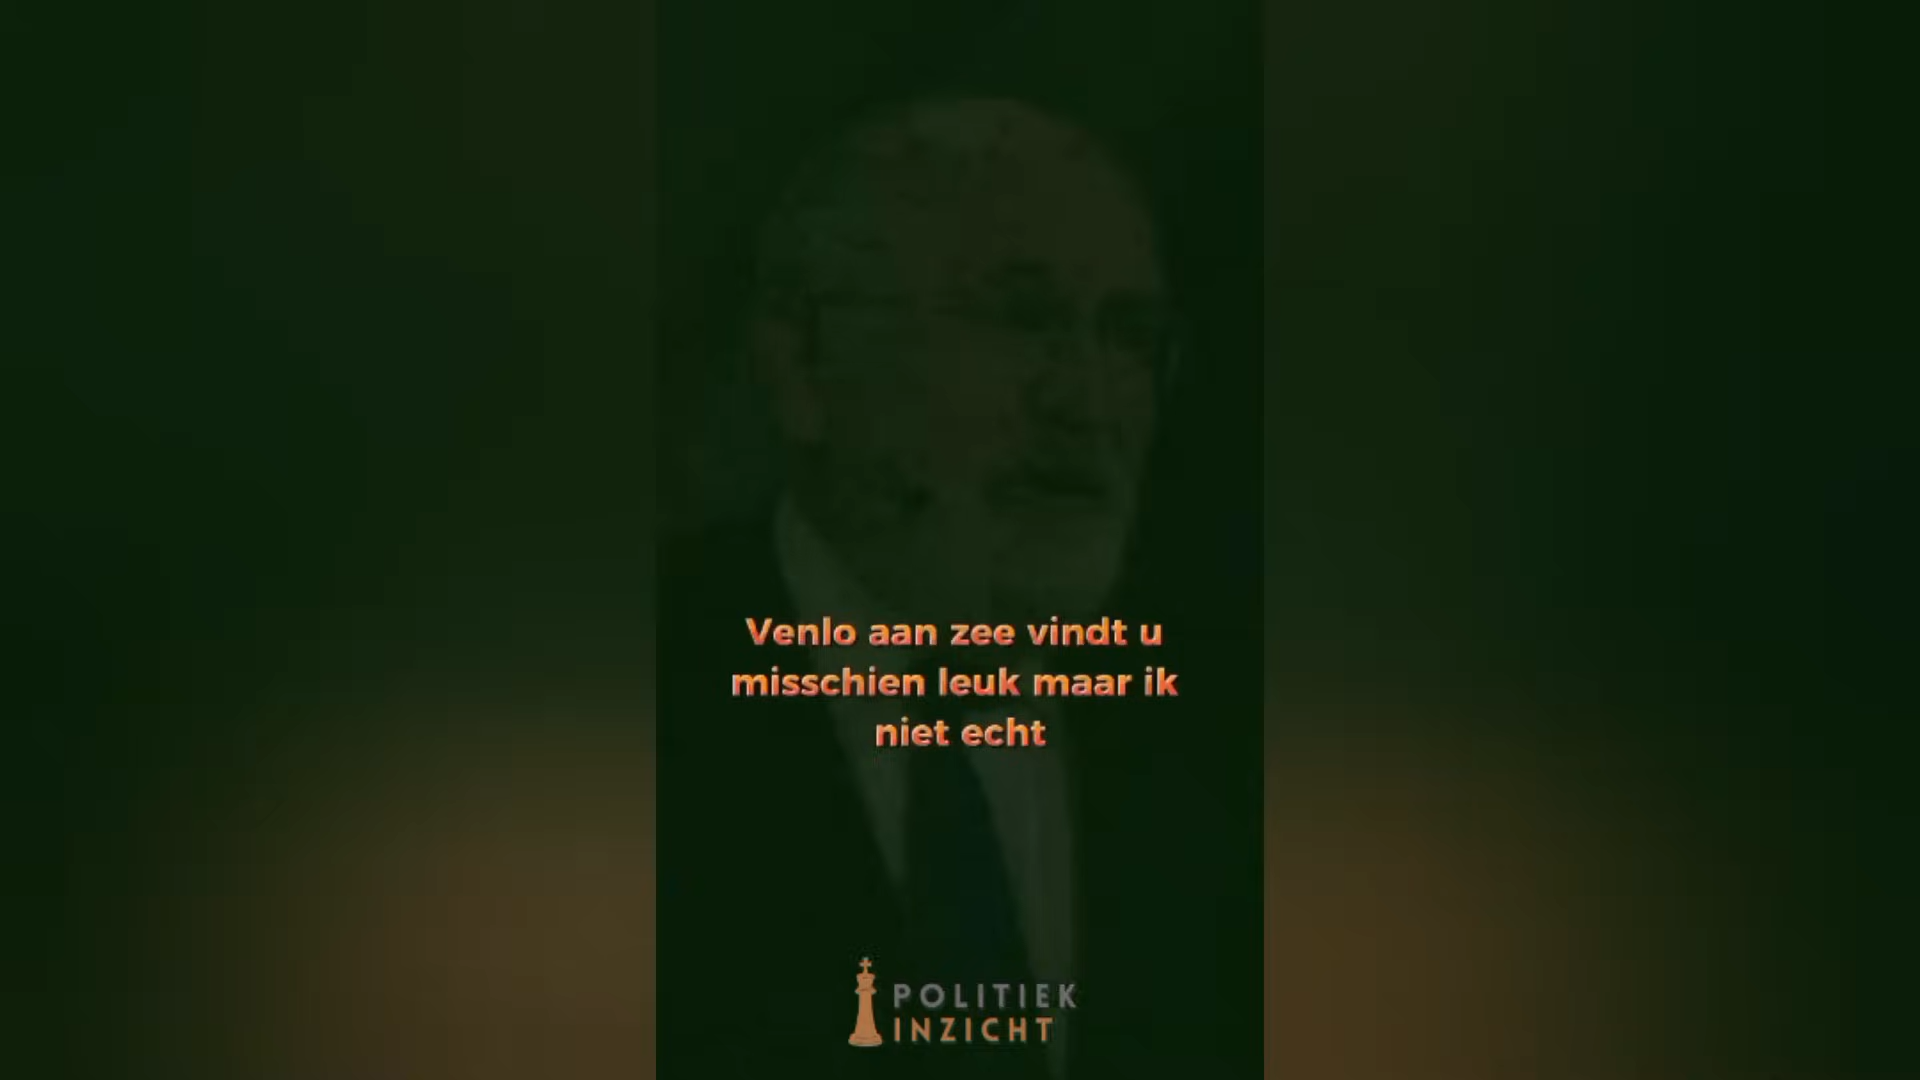 Venlo aan zee vindt u
misschien leuk maar ik
niet echt
POLITIEK
INZICHT